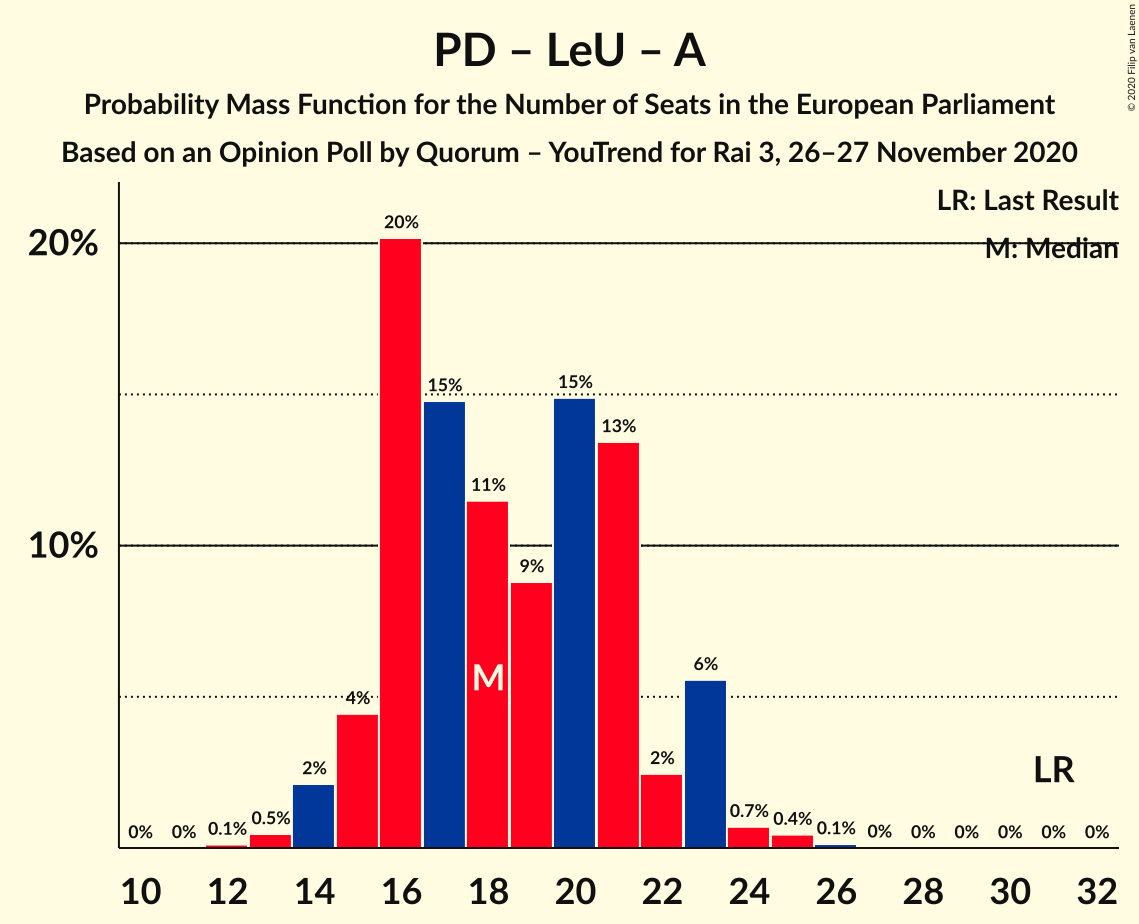 PD – LeU – A
Probability Mass Function for the Number of Seats in the European Parliament
Based on an Opinion Poll by Quorum – YouTrend for Rai 3, 26–27 November 2020
© 2020 Filip van Laenen
LR: Last Result
M: Median
20%
10%
0% 0% 0.1% 0.5% 2% 4% 20% 15% 11% 9% 15% 13% 2% 6% 0.7% 0.4% 0.1% 0% 0% 0% 0% 0% 0%
M
LR
10 12 14 16 18 20 22 24 26 28 30 32